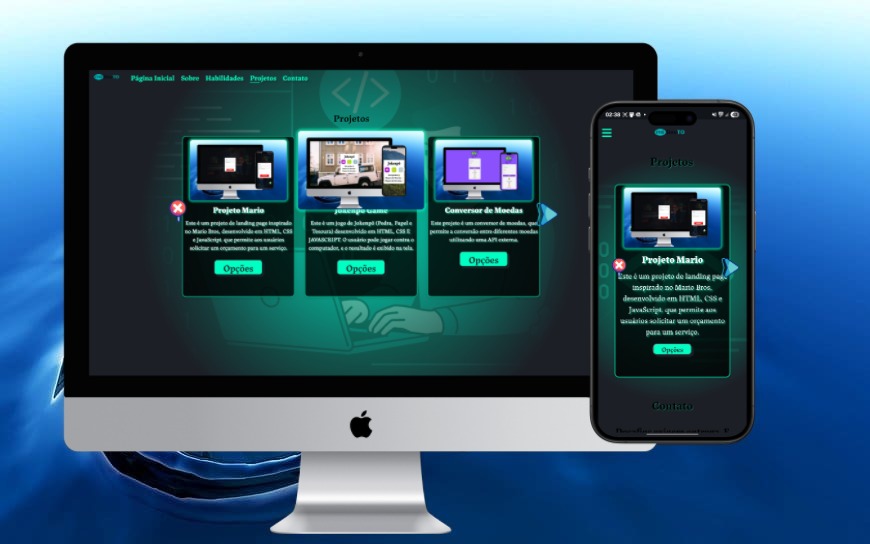 Página Inicial Sobre Habilidades Projetos Contato
Projetos
Projeto Mario
Este é um projeto de landing page inspirado
no Mario Bros, desenvolvido em HTML, CSS
e JavaScript. que permite aos usuários
solicitar um orçamento para um serviço.
Opções
Jokenpô
Jokenpô Game
Este é um jogo de Jokenpô (Pedra, Papel e
Tesoura) desenvolvido em HTML, CSS E
JAVASCRIPT. O usuário pode jogar contra o
computador, e o resultado é exibido na tela.
Opções
Conversor de Moedas
Este é um projeto de conversor de moedas, que
permite a conversão entre diferentes moedas
utilizando uma API externa.
Opções
02:38
Projetos
Projeto Mario
Este é um projeto de landing page
inspirado no Mario Bros,
desenvolvido em HTML, CSS e
JavaScript. que permite aos
usuários solicitar um orçamento
para um serviço.
Opções
Contato